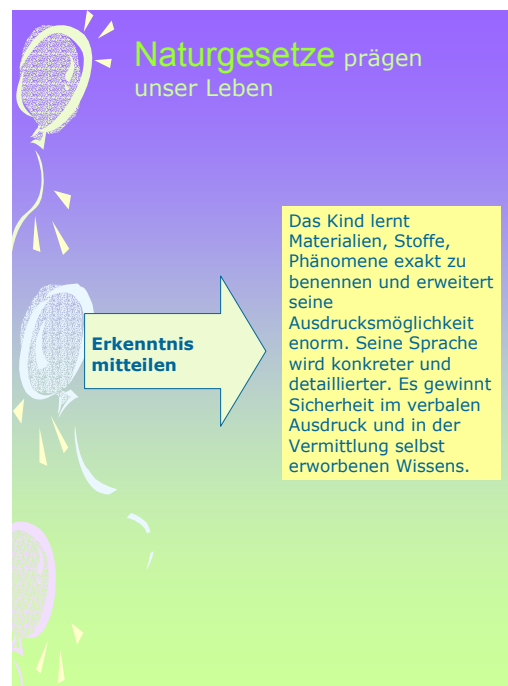 Naturgesetze prägen
unser Leben
Erkenntnis
mitteilen
Das Kind lernt
Materialien, Stoffe,
Phänomene exakt zu
benennen und erweitert
seine
Ausdrucksmöglichkeit
enorm. Seine Sprache
wird konkreter und
detaillierter. Es gewinnt
Sicherheit im verbalen
Ausdruck und in der
Vermittlung selbst
erworbenen Wissens.